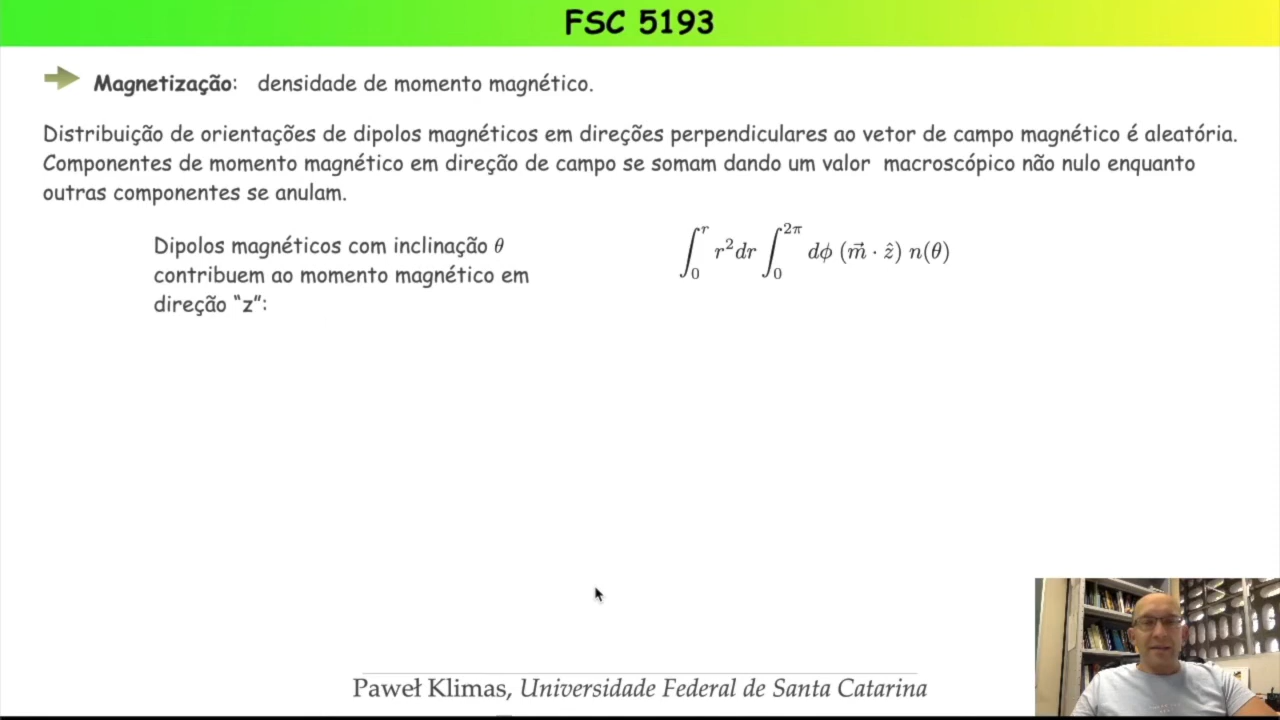 FSC 5193
Magnetização: densidade de momento magnético.
Distribuição de orientações de dipolos magnéticos em direções perpendiculares ao vetor de campo magnético é aleatória.
Componentes de momento magnético em direção de campo se somam dando um valor macroscópico não nulo enquanto
outras componentes se anulam.
Dipolos magnéticos com inclinação θ
contribuem ao momento magnético em
direção “z”:
∫₀^r r² dr ∫₀^{2π} dϕ (m⃗ · ẑ) n(θ)
Paweł Klimas, Universidade Federal de Santa Catarina